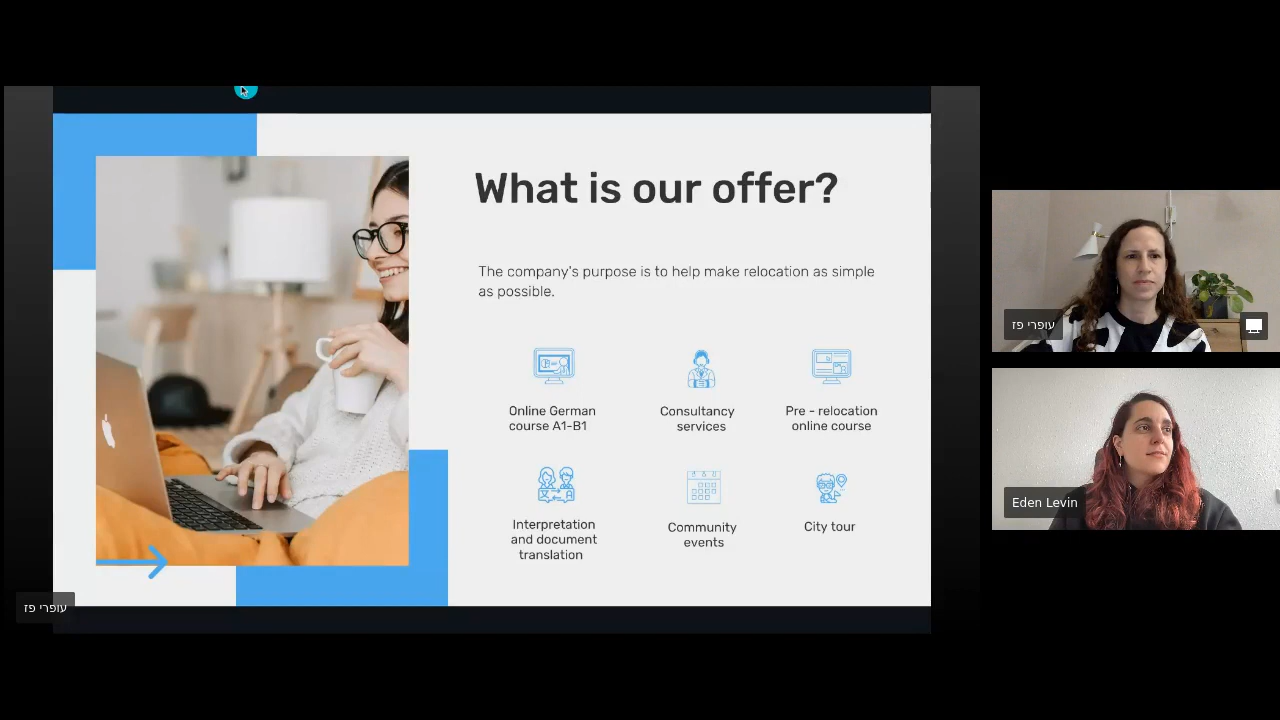 What is our offer?
The company's purpose is to help make relocation as simple
as possible.
Online German
course A1-B1
Consultancy
services
Pre - relocation
online course
Interpretation
and document
translation
Community
events
City tour
עופרי פז
עופרי פז
Eden Levin